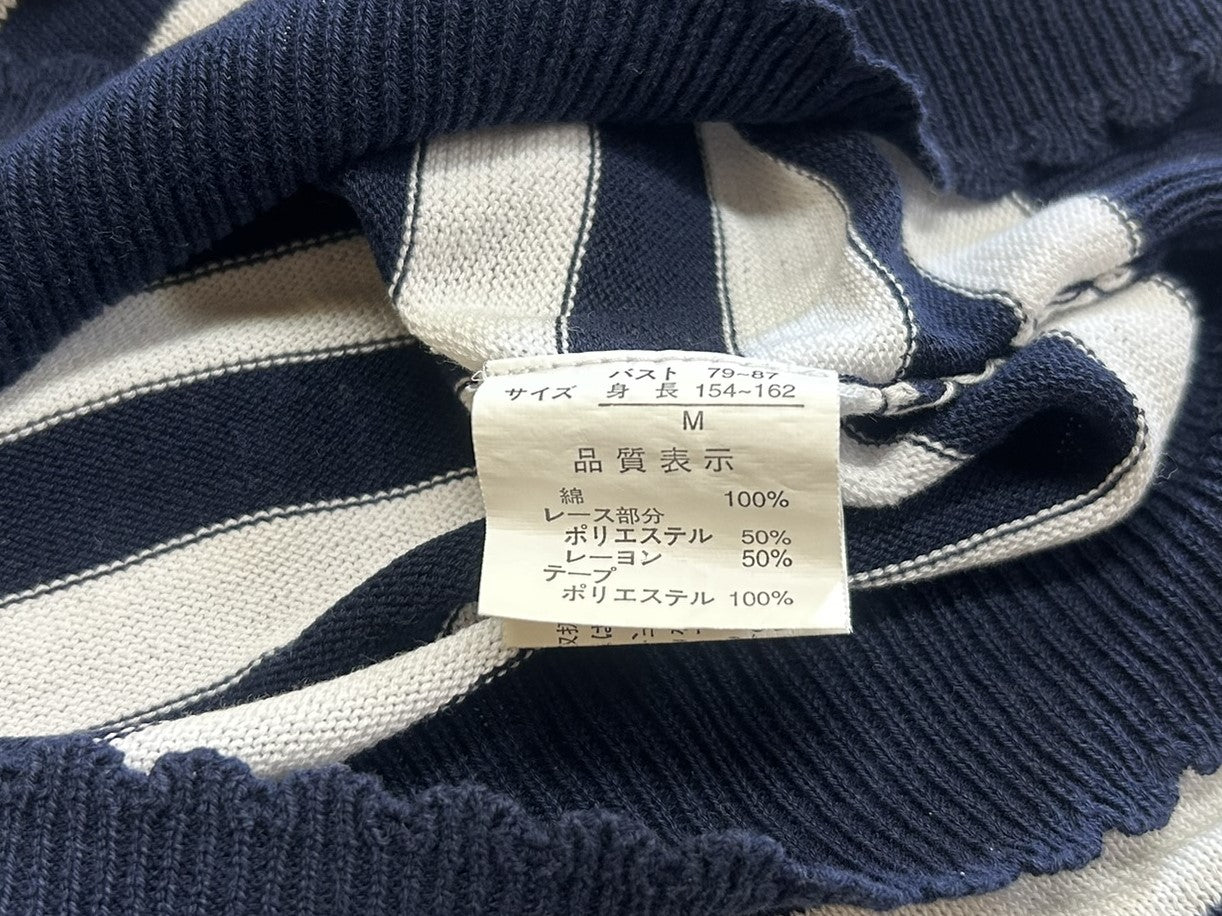 バスト 79~87
サイズ 身長 154~162
M
品質表示
綿 100%
レース部分
ポリエステル 50%
レーヨン 50%
テープ
ポリエステル 100%